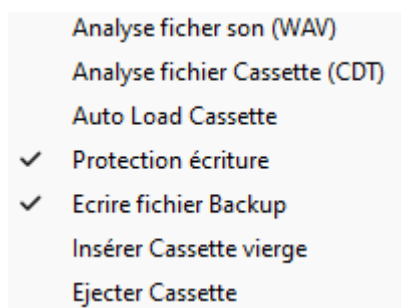 Analyse ficher son (WAV)
Analyse fichier Cassette (CDT)
Auto Load Cassette
Protection écriture
Ecrire fichier Backup
Insérer Cassette vierge
Ejecter Cassette